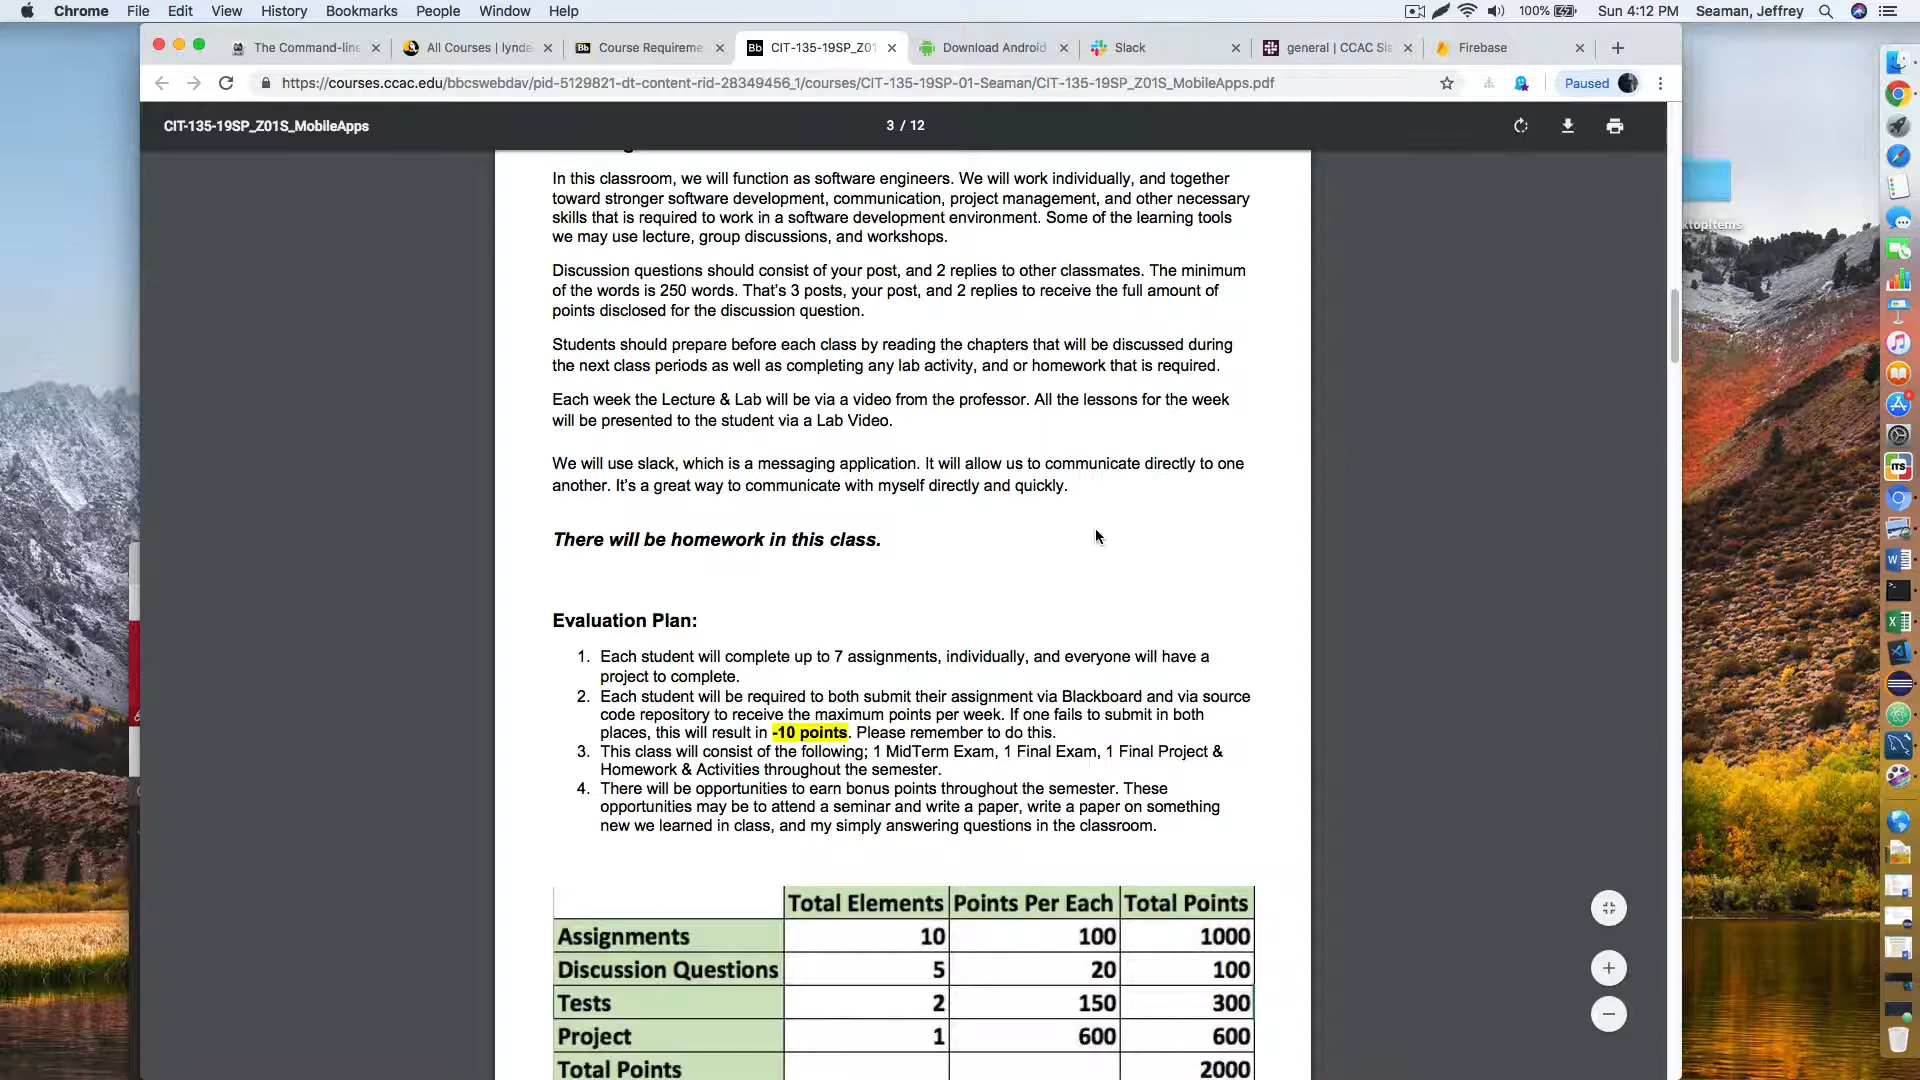 Chrome File Edit View History Bookmarks People Window Help 100% Sun 4:12 PM Seaman, Jeffrey
The Command-line All Courses | lynda Course Requireme CIT-135-19SP_Z01 Download Android Slack general | CCAC Sla Firebase
https://courses.ccac.edu/bbcswebdav/pid-5129821-dt-content-rid-28349456_1/courses/CIT-135-19SP-01-Seaman/CIT-135-19SP_Z01S_MobileApps.pdf Paused
CIT-135-19SP_Z01S_MobileApps 3 / 12
In this classroom, we will function as software engineers. We will work individually, and together
toward stronger software development, communication, project management, and other necessary
skills that is required to work in a software development environment. Some of the learning tools
we may use lecture, group discussions, and workshops.
Discussion questions should consist of your post, and 2 replies to other classmates. The minimum
of the words is 250 words. That's 3 posts, your post, and 2 replies to receive the full amount of
points disclosed for the discussion question.
Students should prepare before each class by reading the chapters that will be discussed during
the next class periods as well as completing any lab activity, and or homework that is required.
Each week the Lecture & Lab will be via a video from the professor. All the lessons for the week
will be presented to the student via a Lab Video.
We will use slack, which is a messaging application. It will allow us to communicate directly to one
another. It's a great way to communicate with myself directly and quickly.
There will be homework in this class.
Evaluation Plan:
1. Each student will complete up to 7 assignments, individually, and everyone will have a
project to complete.
2. Each student will be required to both submit their assignment via Blackboard and via source
code repository to receive the maximum points per week. If one fails to submit in both
places, this will result in -10 points. Please remember to do this.
3. This class will consist of the following; 1 MidTerm Exam, 1 Final Exam, 1 Final Project &
Homework & Activities throughout the semester.
4. There will be opportunities to earn bonus points throughout the semester. These
opportunities may be to attend a seminar and write a paper, write a paper on something
new we learned in class, and my simply answering questions in the classroom.
Total Elements Points Per Each Total Points
Assignments 10 100 1000
Discussion Questions 5 20 100
Tests 2 150 300
Project 1 600 600
Total Points 2000
ktopItems